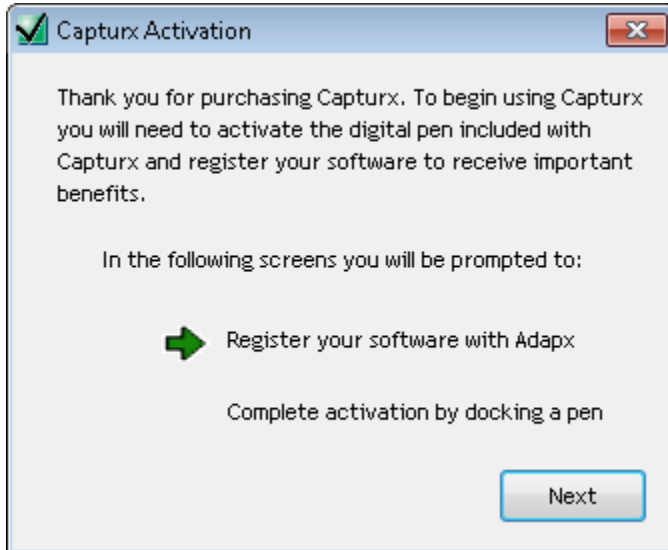 Capturx Activation
Thank you for purchasing Capturx. To begin using Capturx
you will need to activate the digital pen included with
Capturx and register your software to receive important
benefits.
In the following screens you will be prompted to:
Register your software with Adapx
Complete activation by docking a pen
Next